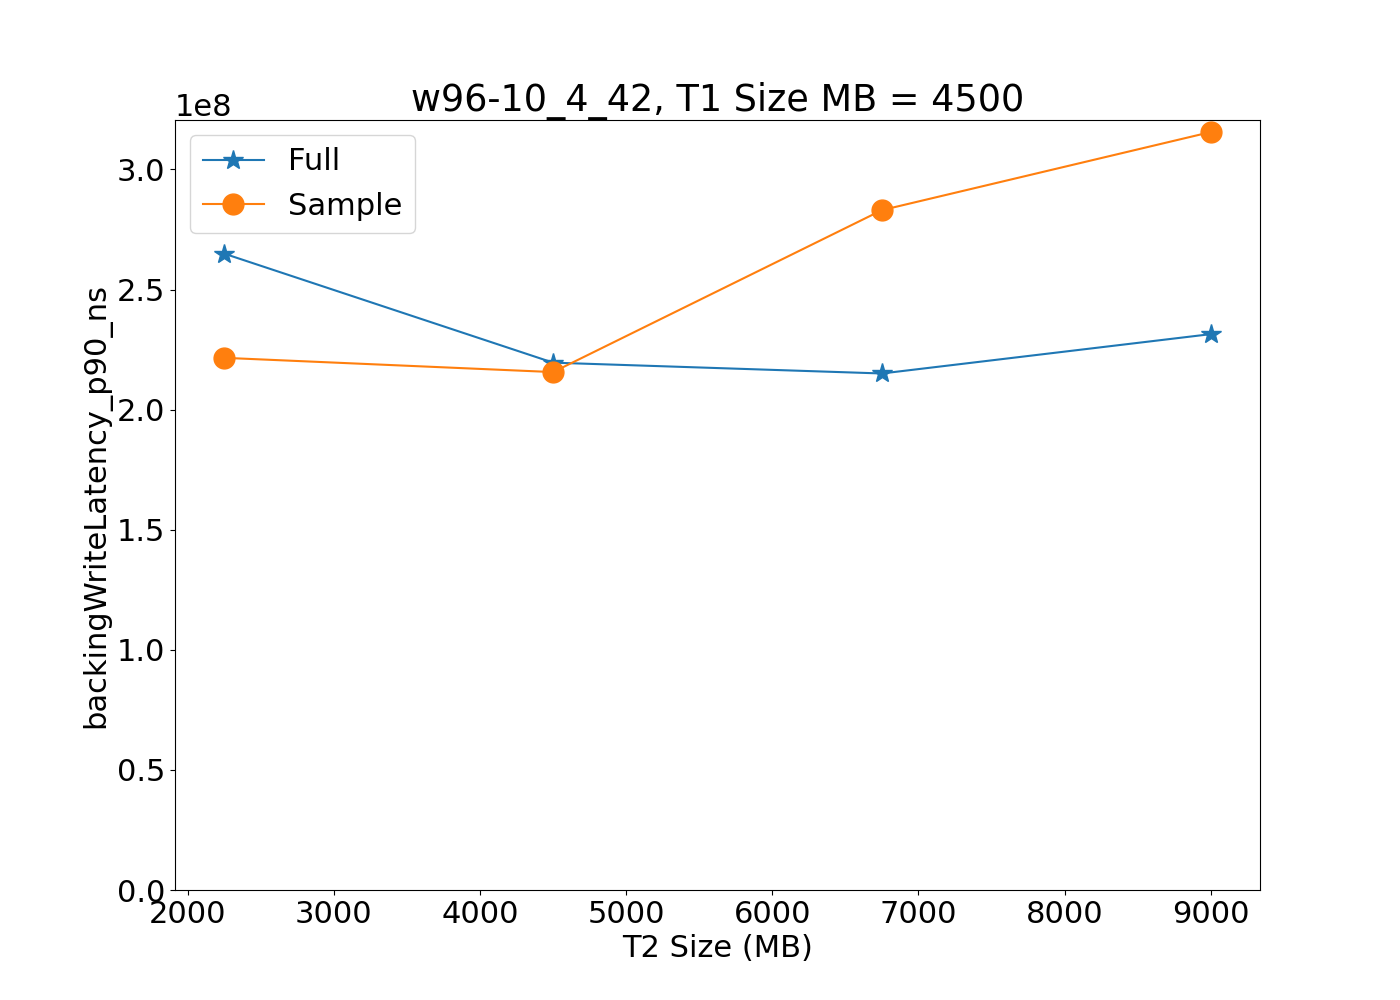 w96-10_4_42, T1 Size MB = 4500
1e8
Full
Sample
3.0
2.5
2.0
1.5
1.0
0.5
0.0
backingWriteLatency_p90_ns
2000 3000 4000 5000 6000 7000 8000 9000
T2 Size (MB)